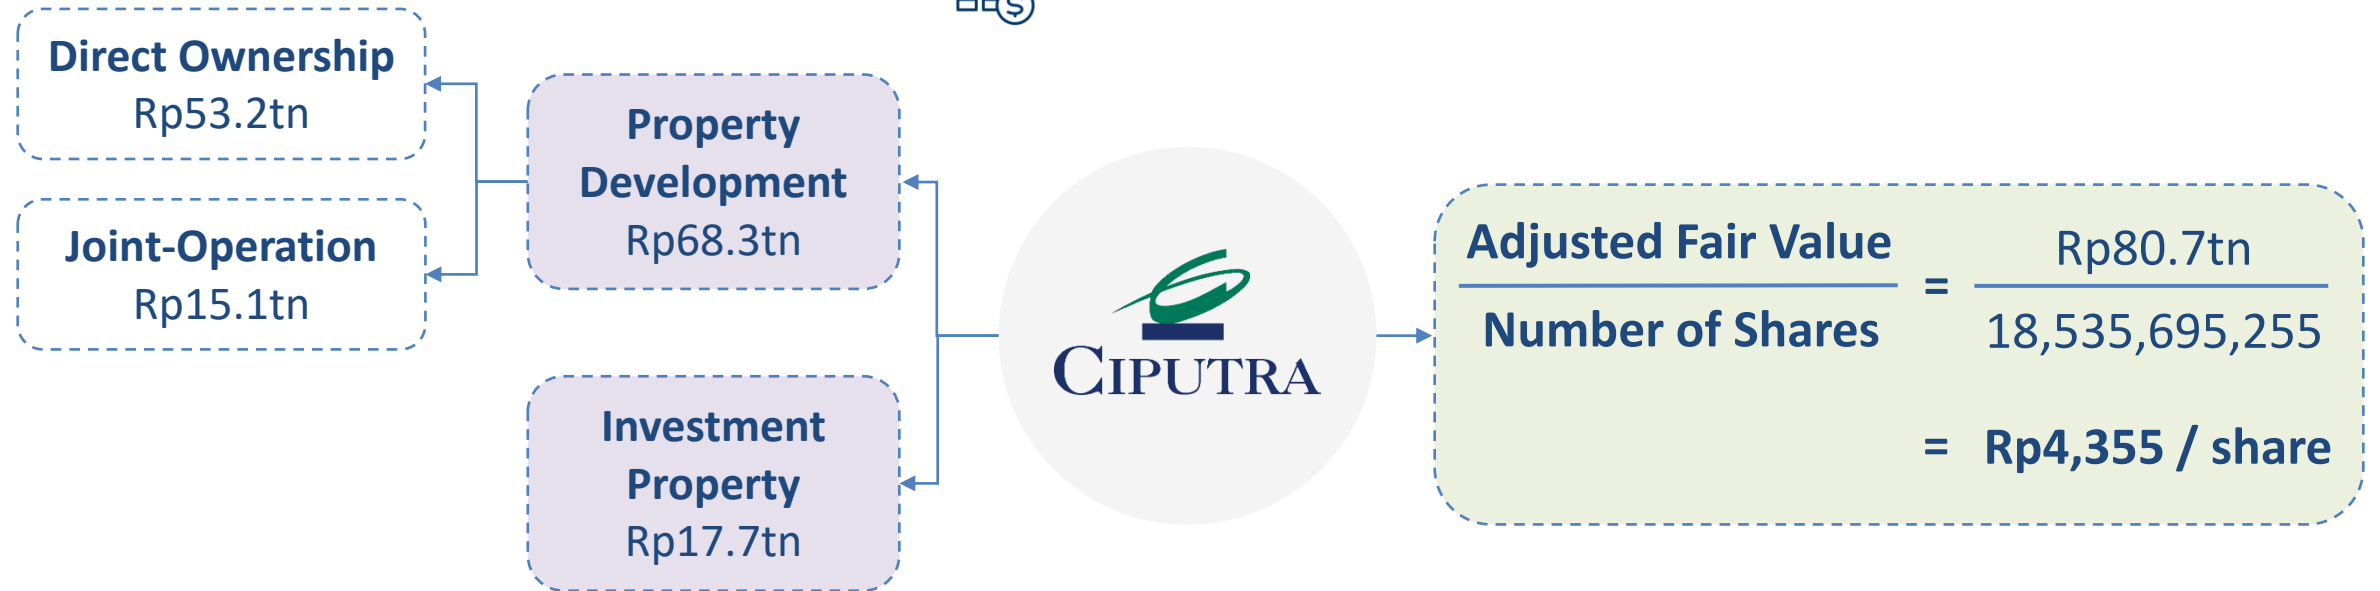 Direct Ownership
Rp53.2tn
Joint-Operation
Rp15.1tn
Property
Development
Rp68.3tn
Investment
Property
Rp17.7tn
$
CIPUTRA
Adjusted Fair Value
Number of Shares
=
Rp80.7tn
18,535,695,255
= Rp4,355 / share